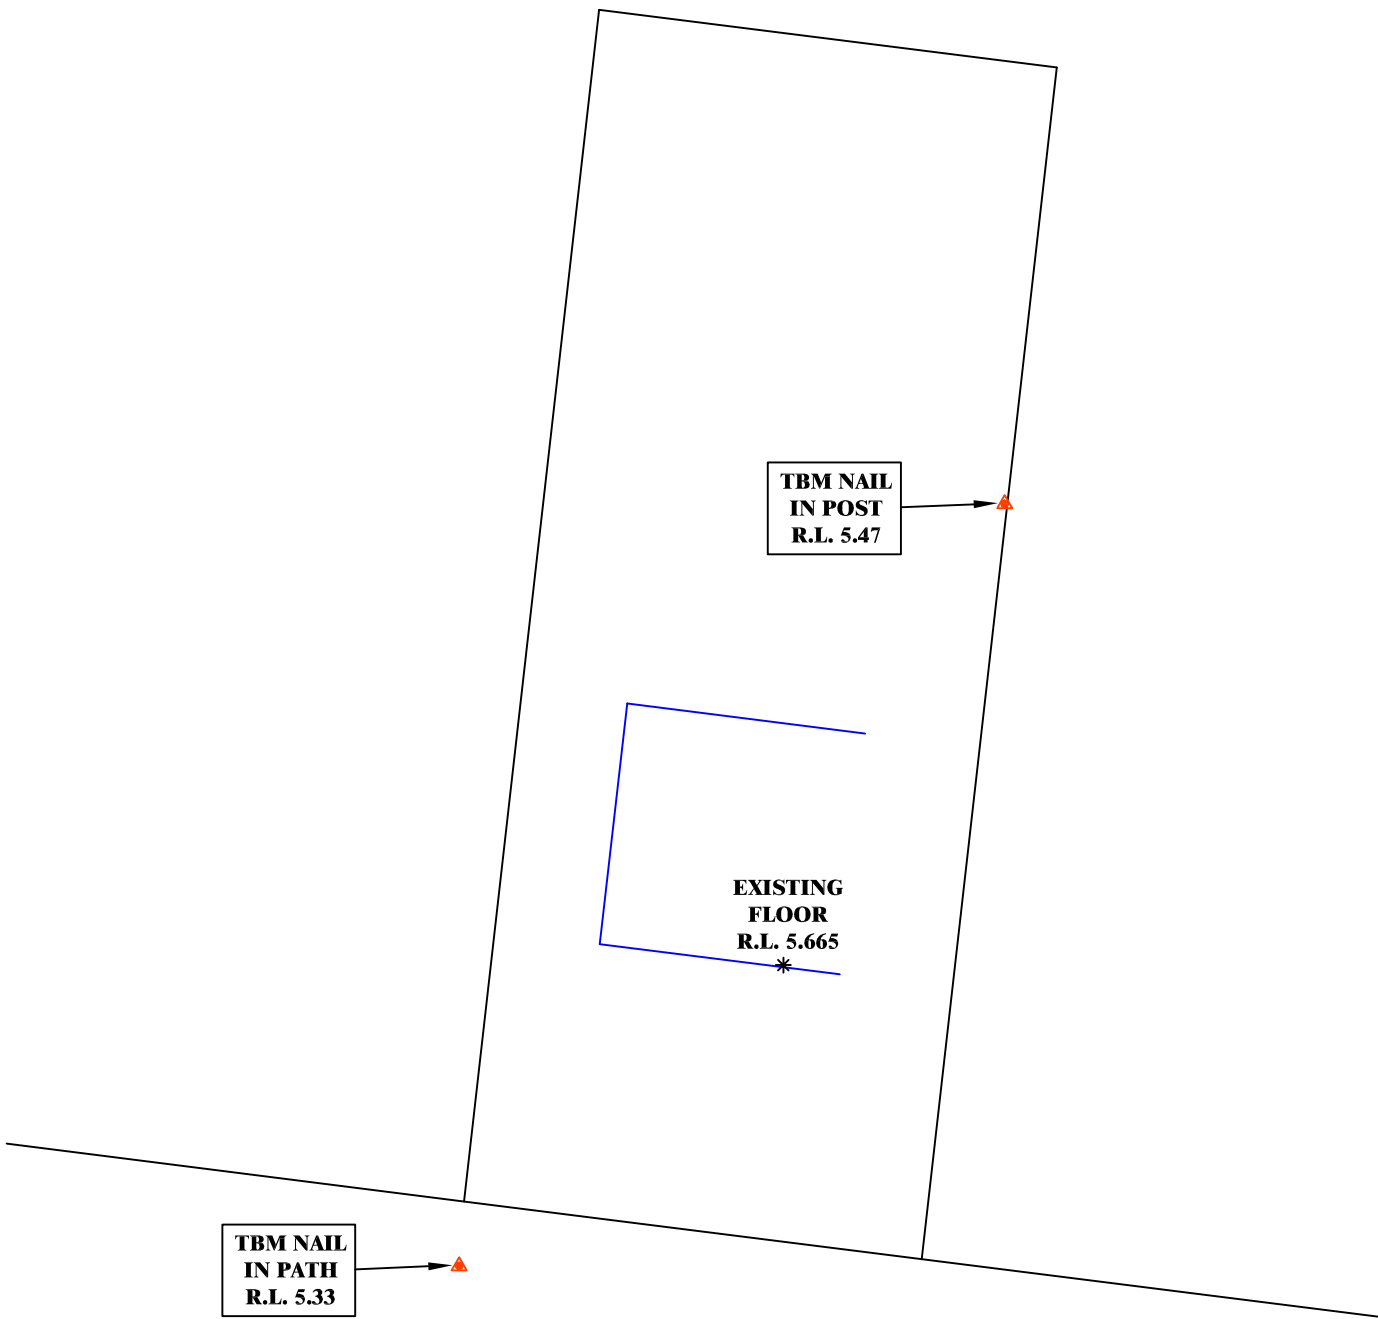 TBM NAIL
IN POST
R.L. 5.47
EXISTING
FLOOR
R.L. 5.665
TBM NAIL
IN PATH
R.L. 5.33